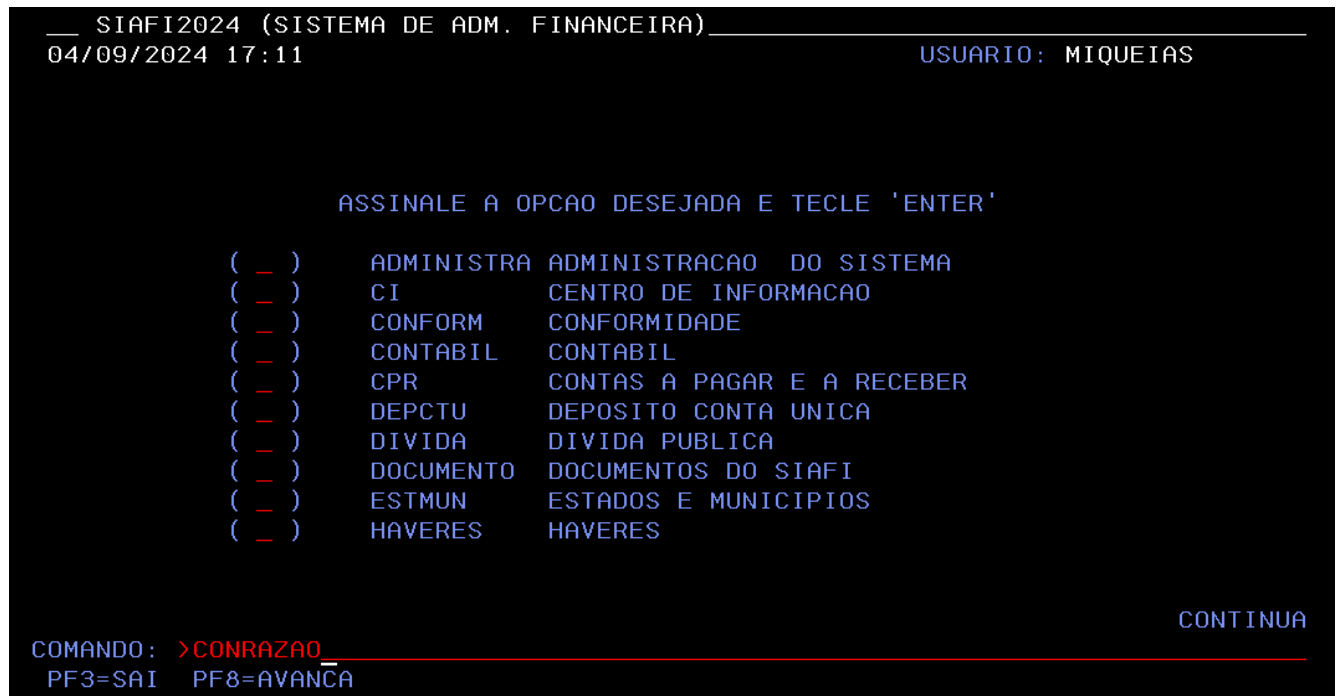 __ SIAFI2024 (SISTEMA DE ADM. FINANCEIRA)
04/09/2024 17:11 USUARIO: MIQUEIAS
ASSINALE A OPCAO DESEJADA E TECLE 'ENTER'
( _ ) ADMINISTRA ADMINISTRACAO DO SISTEMA
( _ ) CI CENTRO DE INFORMACAO
( _ ) CONFORM CONFORMIDADE
( _ ) CONTABIL CONTABIL
( _ ) CPR CONTAS A PAGAR E A RECEBER
( _ ) DEPCTU DEPOSITO CONTA UNICA
( _ ) DIVIDA DIVIDA PUBLICA
( _ ) DOCUMENTO DOCUMENTOS DO SIAFI
( _ ) ESTMUN ESTADOS E MUNICIPIOS
( _ ) HAVERES HAVERES
CONTINUA
COMANDO: >CONRAZAO
PF3=SAI PF8=AVANCA